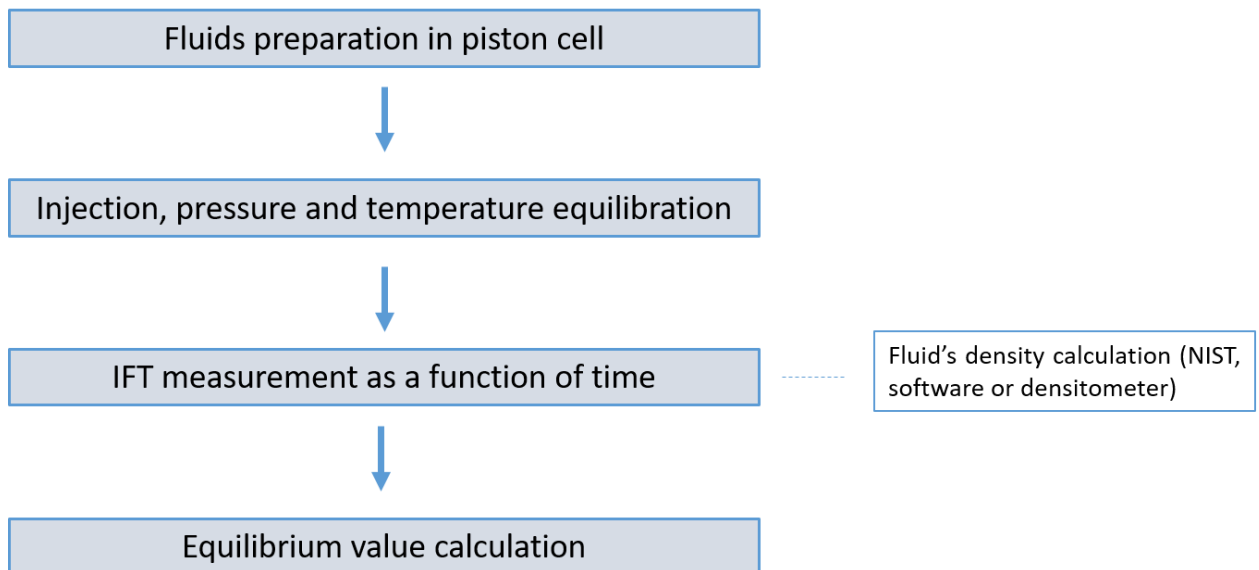 Fluids preparation in piston cell
Injection, pressure and temperature equilibration
IFT measurement as a function of time
Fluid’s density calculation (NIST,
software or densitometer)
Equilibrium value calculation